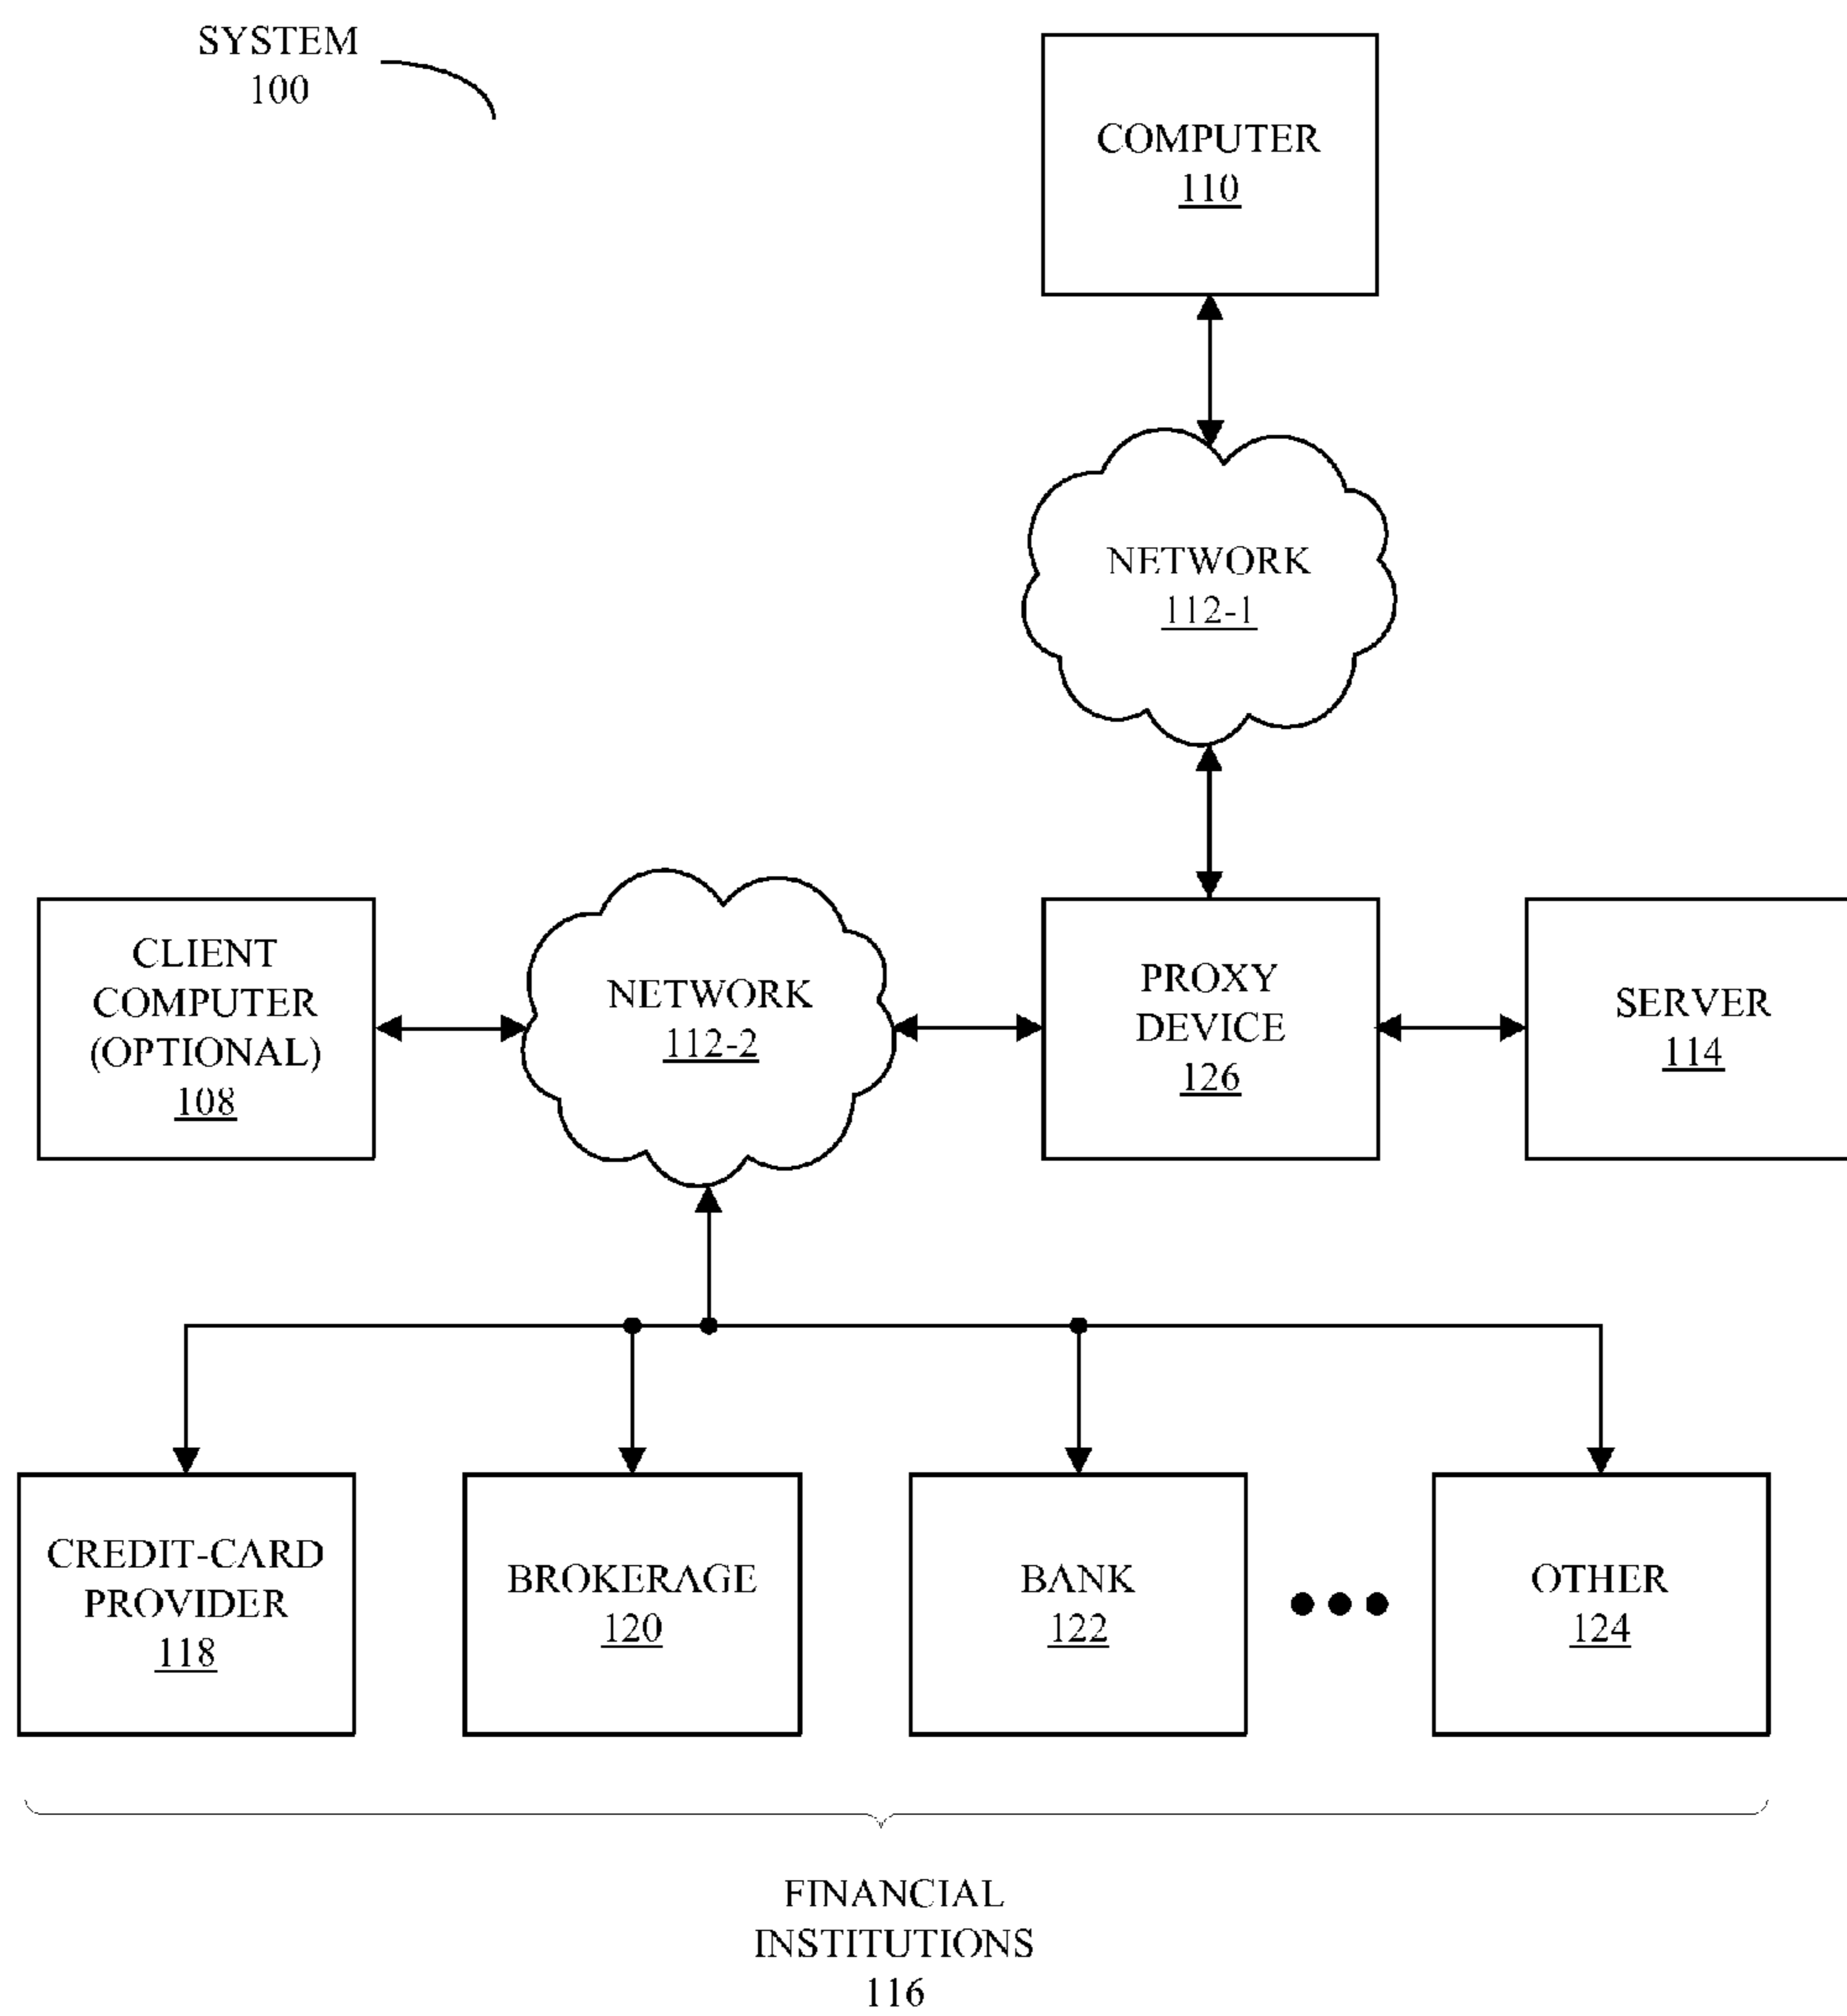 SYSTEM
100
COMPUTER
110
NETWORK
112-1
CLIENT
COMPUTER
(OPTIONAL)
108
NETWORK
112-2
PROXY
DEVICE
126
SERVER
114
CREDIT-CARD
PROVIDER
118
BROKERAGE
120
BANK
122
OTHER
124
FINANCIAL
INSTITUTIONS
116